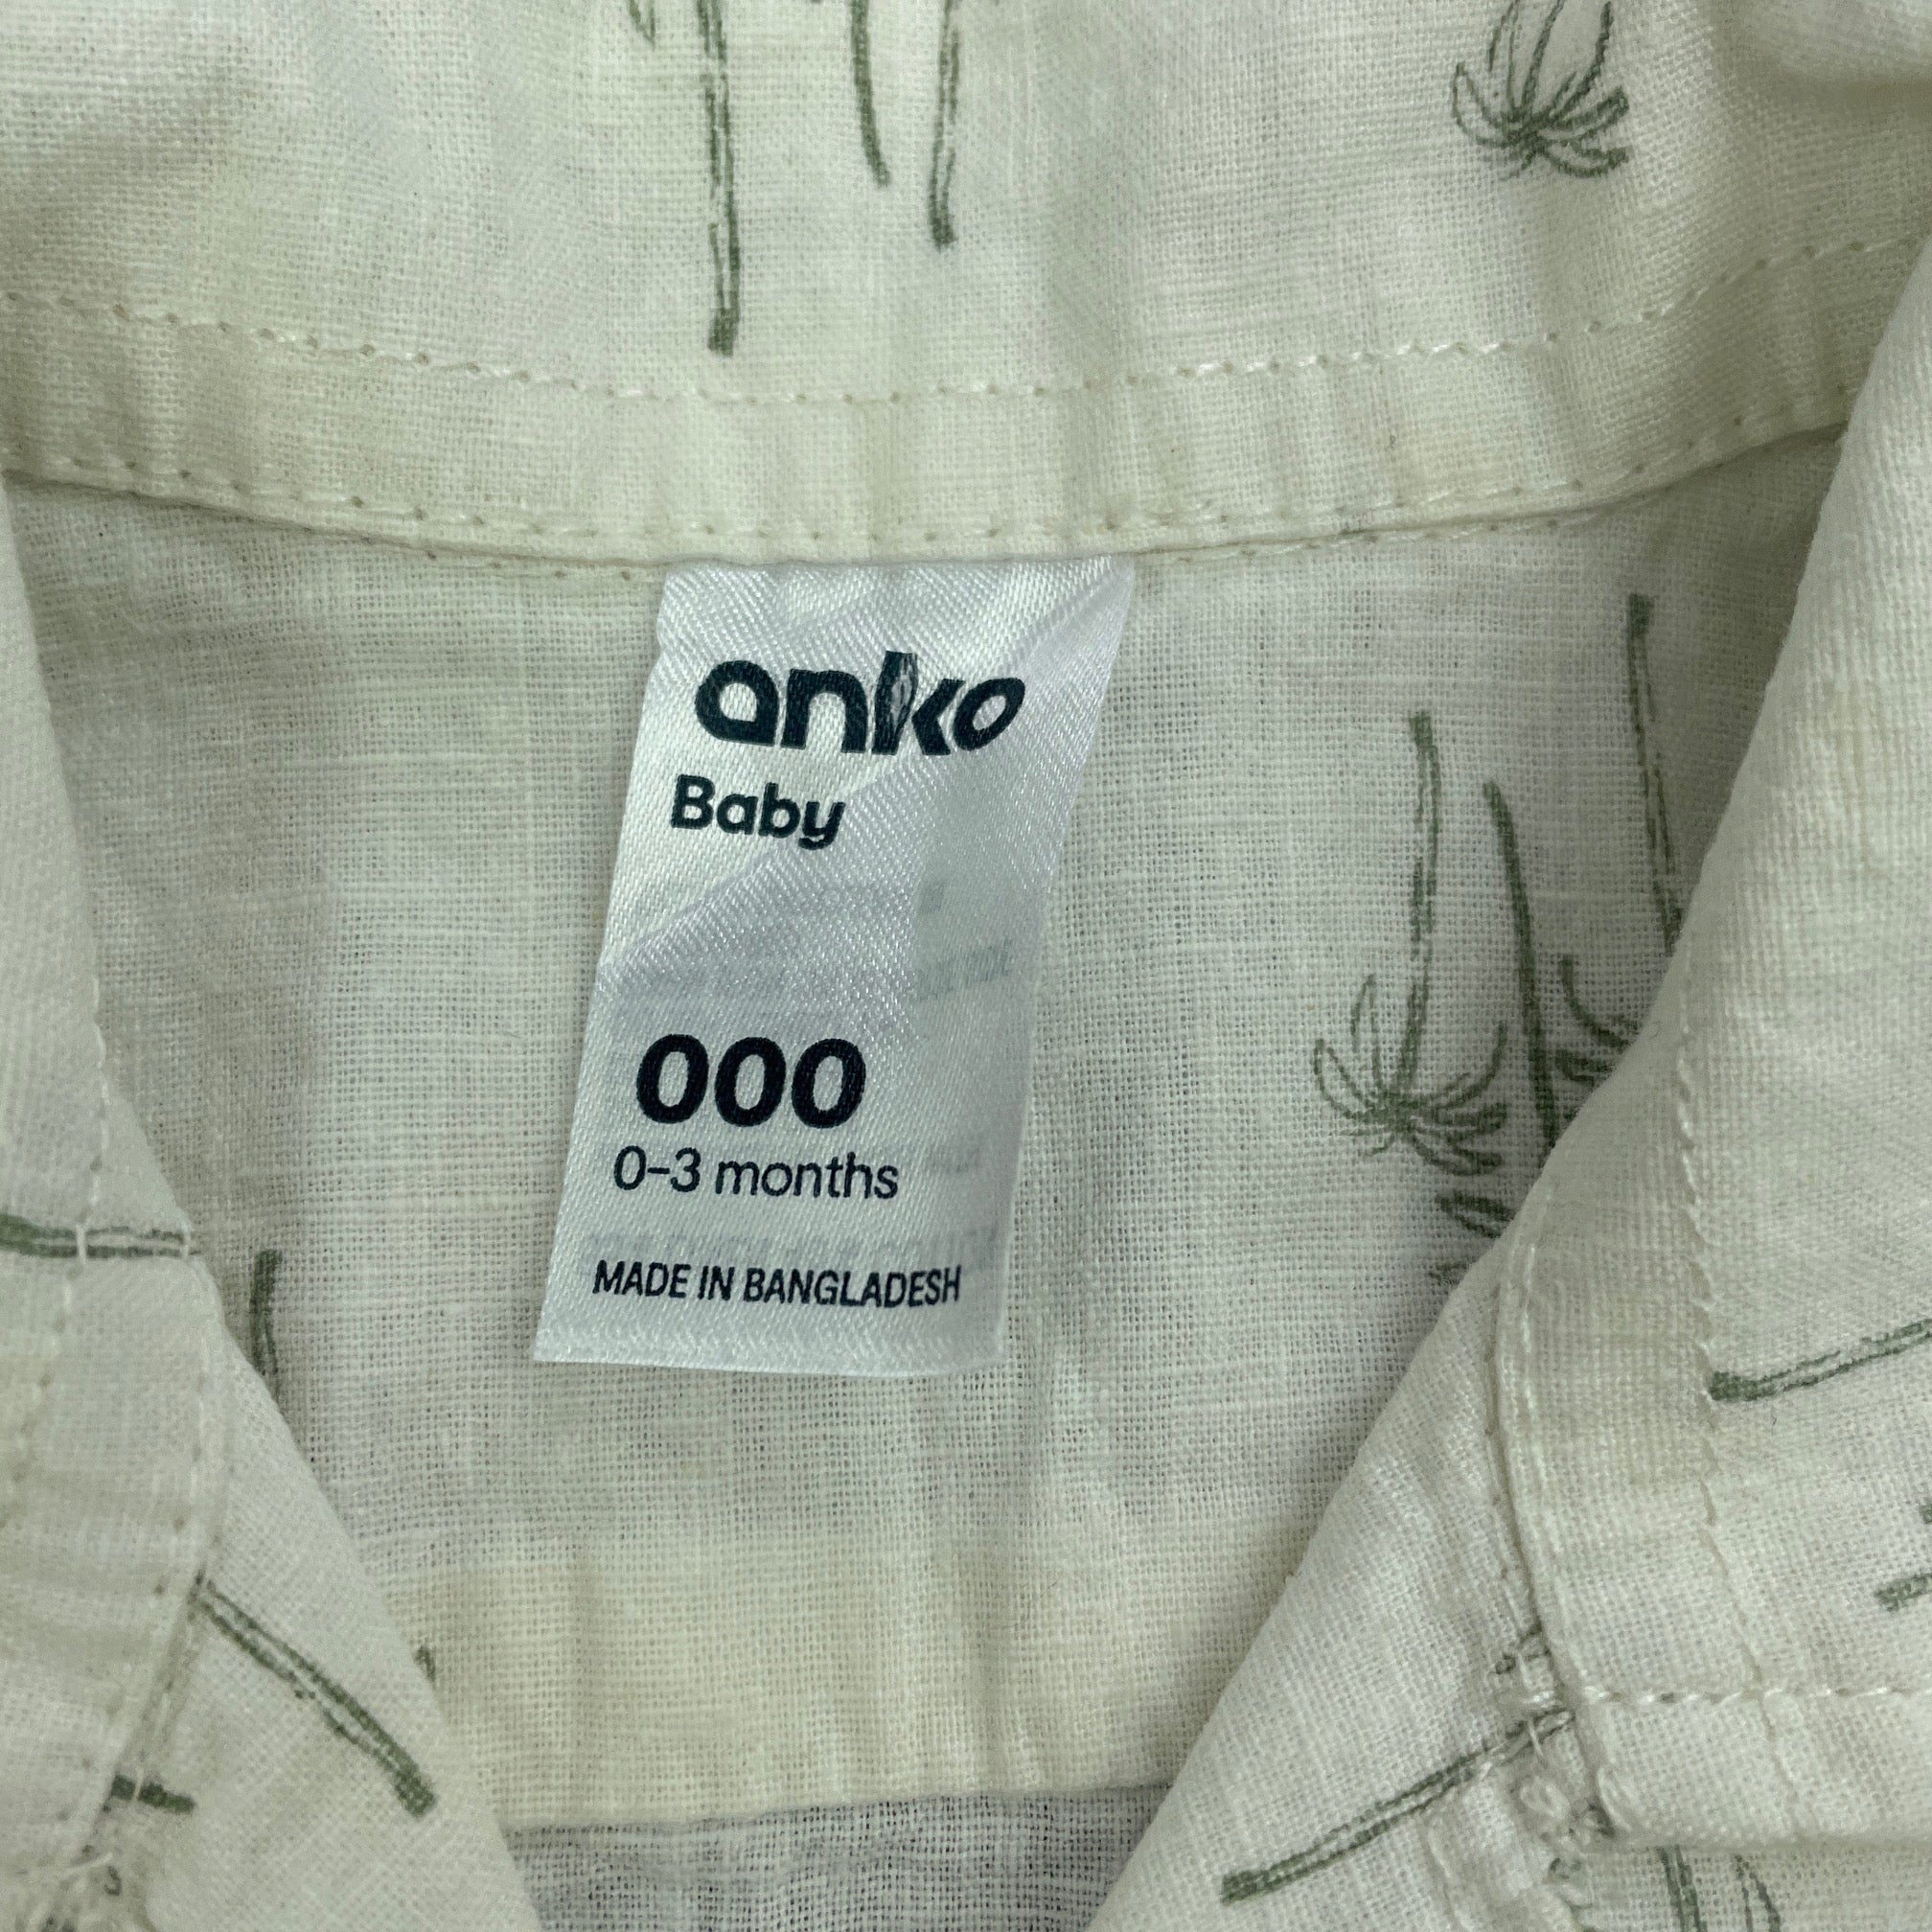 anko
Baby
000
0-3 months
MADE IN BANGLADESH